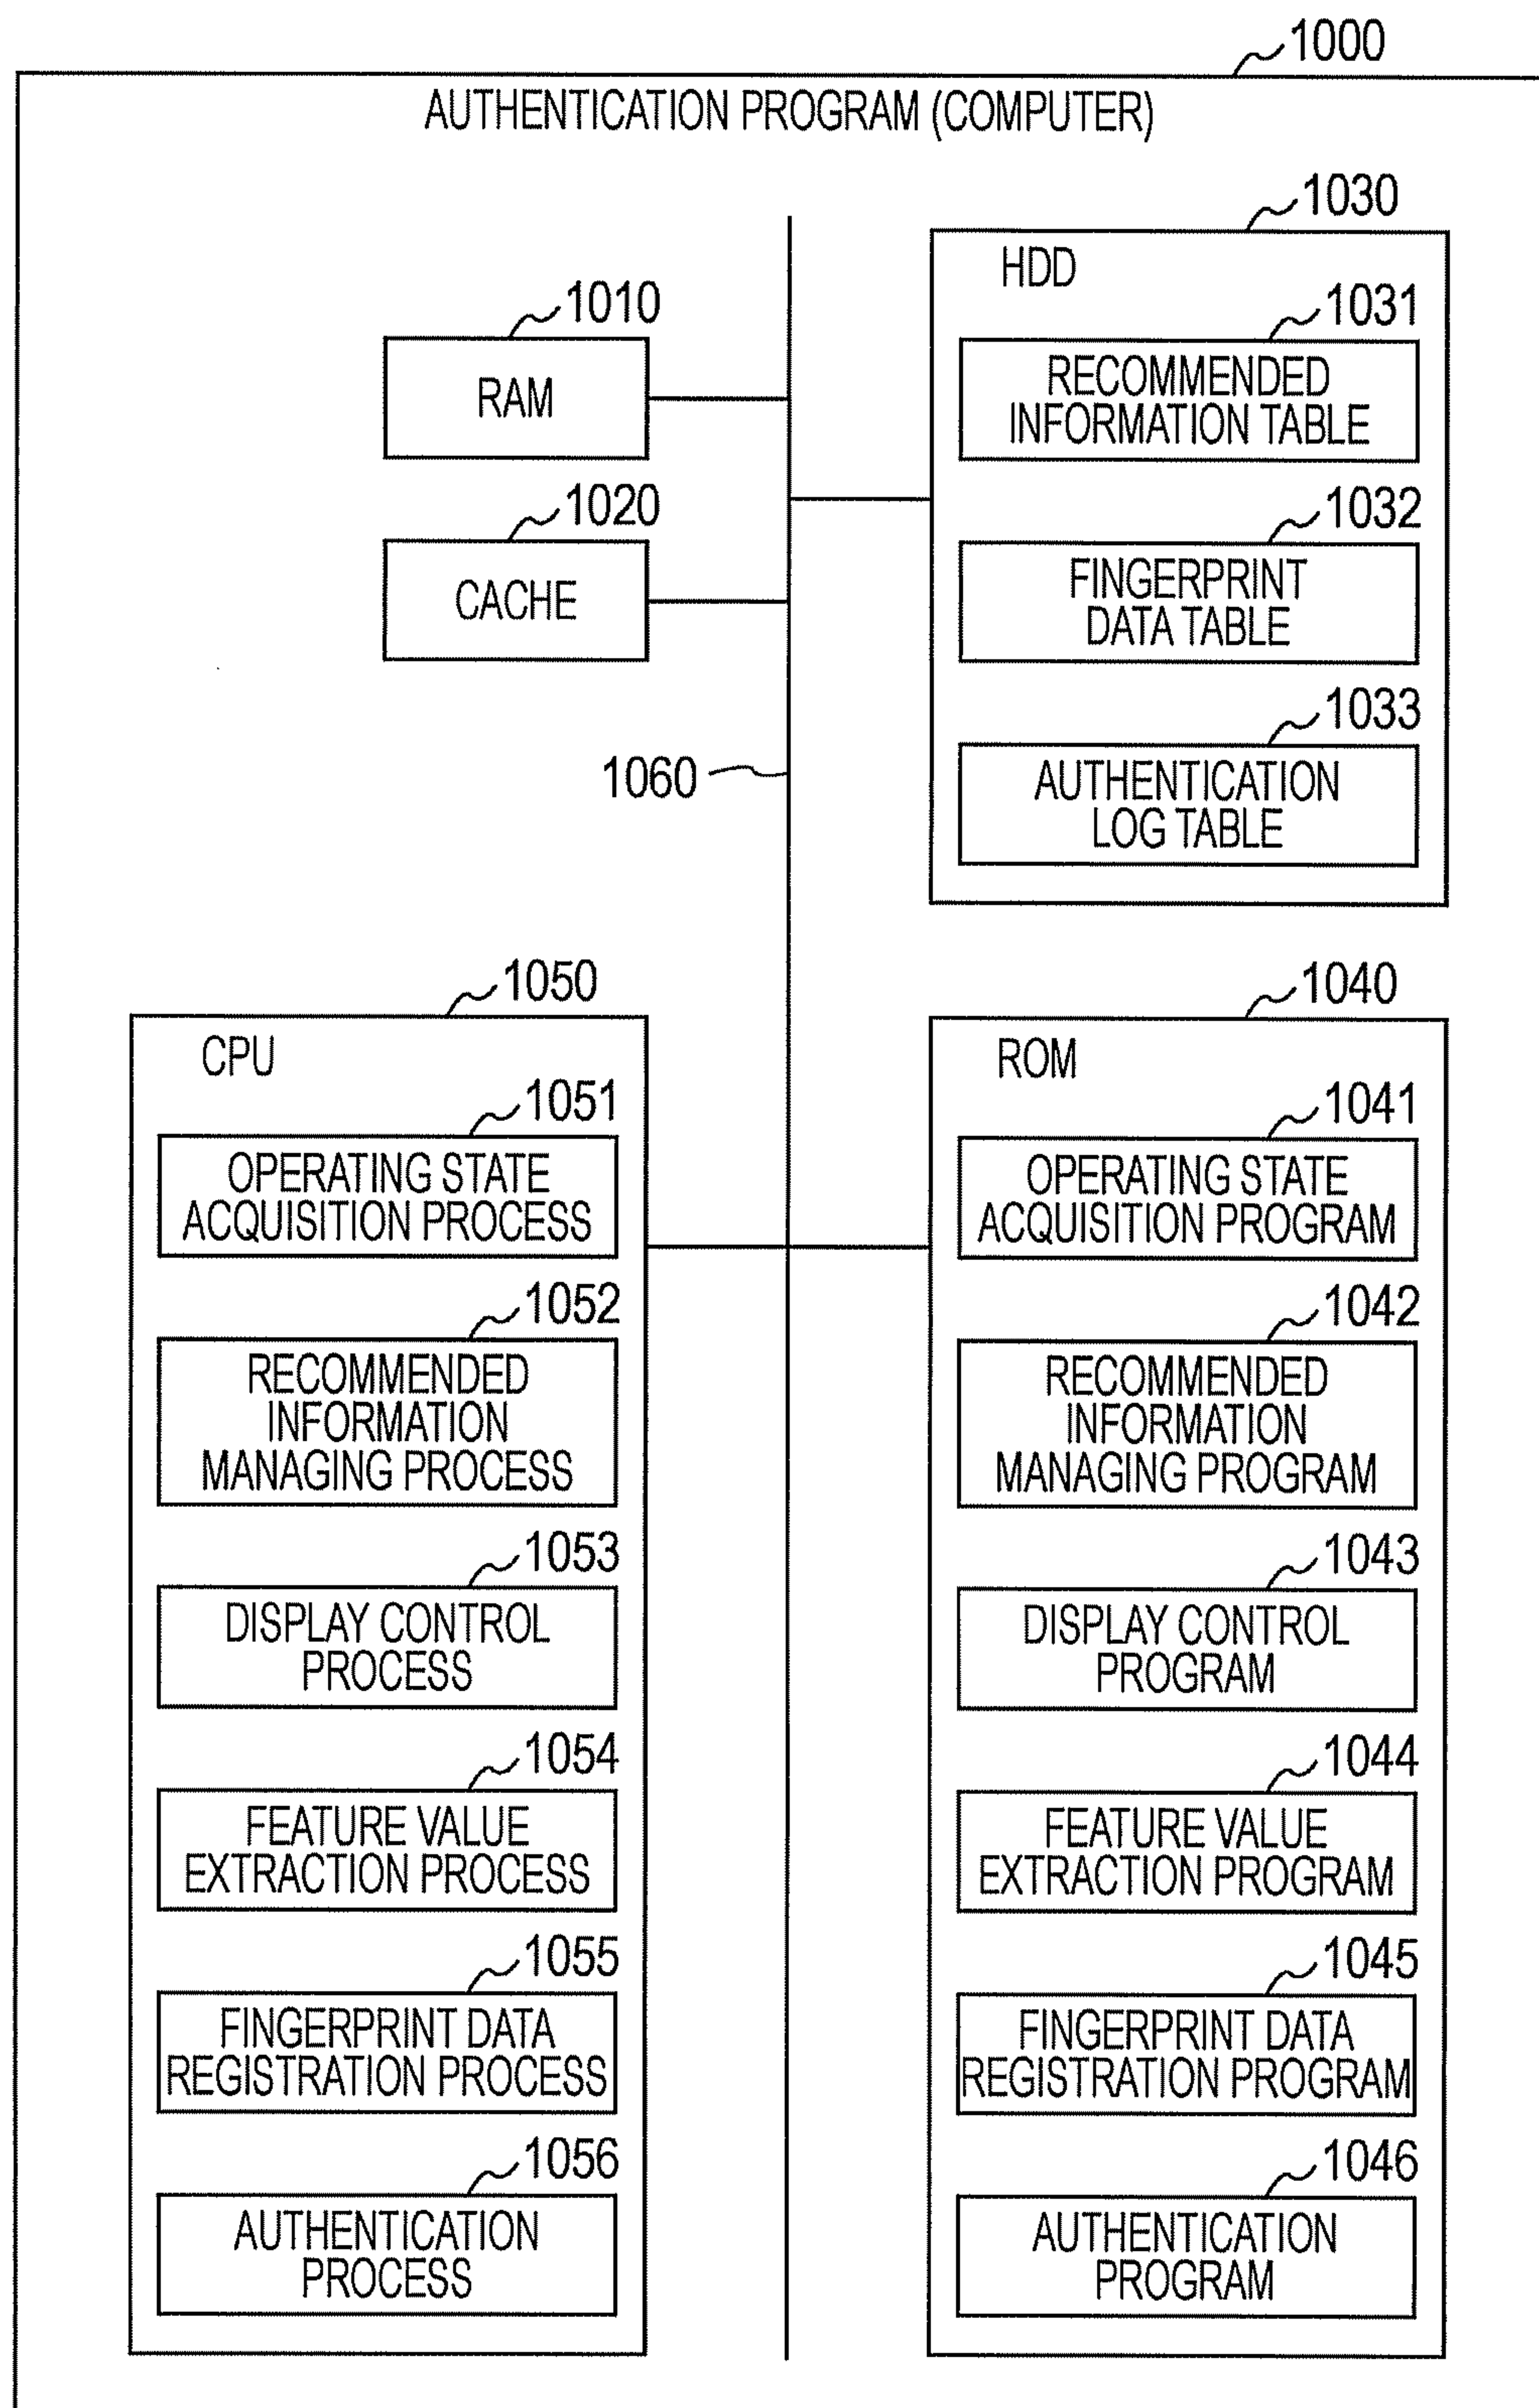 1000
AUTHENTICATION PROGRAM (COMPUTER)
1030
HDD
1010
RAM
1031
RECOMMENDED
INFORMATION TABLE
1020
CACHE
1032
FINGERPRINT
DATA TABLE
1033
AUTHENTICATION
LOG TABLE
1060
1050
CPU
1051
OPERATING STATE
ACQUISITION PROCESS
1052
RECOMMENDED
INFORMATION
MANAGING PROCESS
1053
DISPLAY CONTROL
PROCESS
1054
FEATURE VALUE
EXTRACTION PROCESS
1055
FINGERPRINT DATA
REGISTRATION PROCESS
1056
AUTHENTICATION
PROCESS
1040
ROM
1041
OPERATING STATE
ACQUISITION PROGRAM
1042
RECOMMENDED
INFORMATION
MANAGING PROGRAM
1043
DISPLAY CONTROL
PROGRAM
1044
FEATURE VALUE
EXTRACTION PROGRAM
1045
FINGERPRINT DATA
REGISTRATION PROGRAM
1046
AUTHENTICATION
PROGRAM